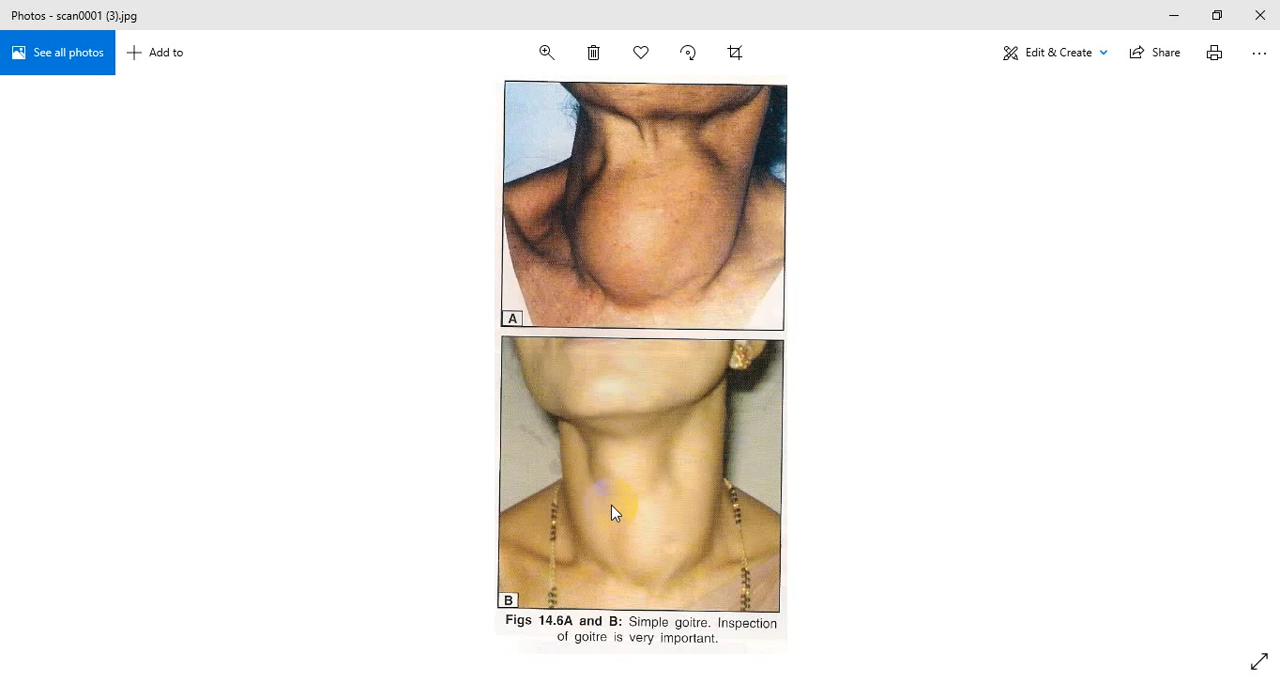 Photos - scan0001 (3).jpg
See all photos
Add to
Edit & Create
Share
A
B
Figs 14.6A and B: Simple goitre. Inspection
of goitre is very important.